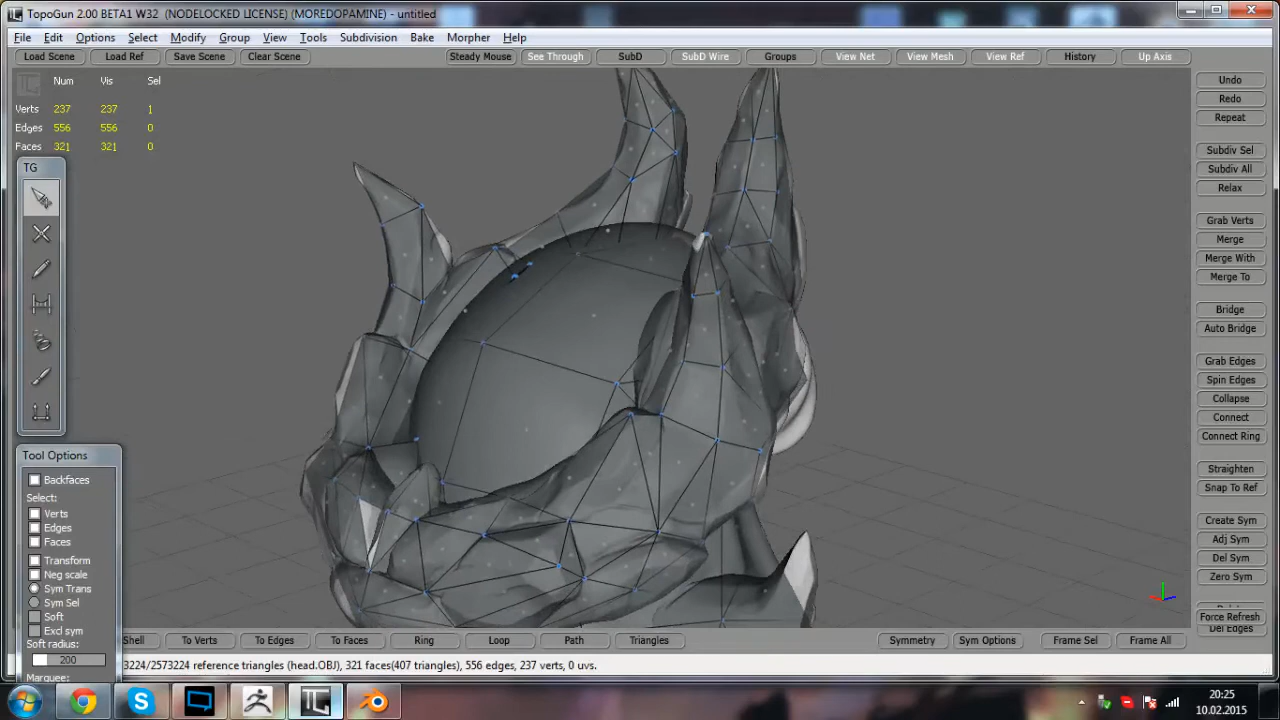 TopoGun 2.00 BETA1 W32 (NODELOCKED LICENSE) (MOREDOPAMINE) - untitled
File Edit Options Select Modify Group View Tools Subdivision Bake Morpher Help
Load Scene Load Ref Save Scene Clear Scene Steady Mouse See Through SubD SubD Wire Groups View Net View Mesh View Ref History Up Axis
Num Vis Sel
Verts 237 237 1
Edges 556 556 0
Faces 321 321 0
TG
Undo
Redo
Repeat
Subdiv Sel
Subdiv All
Relax
Grab Verts
Merge
Merge With
Merge To
Bridge
Auto Bridge
Grab Edges
Spin Edges
Collapse
Connect
Connect Ring
Straighten
Snap To Ref
Create Sym
Adj Sym
Del Sym
Zero Sym
Force Refresh
Del Edges
Tool Options
Backfaces
Select:
Verts
Edges
Faces
Transform
Neg scale
Sym Trans
Sym Sel
Soft
Excl sym
Soft radius:
200
Marquee:
Shell To Verts To Edges To Faces Ring Loop Path Triangles Symmetry Sym Options Frame Sel Frame All
3224/2573224 reference triangles (head.OBJ), 321 faces(407 triangles), 556 edges, 237 verts, 0 uvs.
20:25
10.02.2015